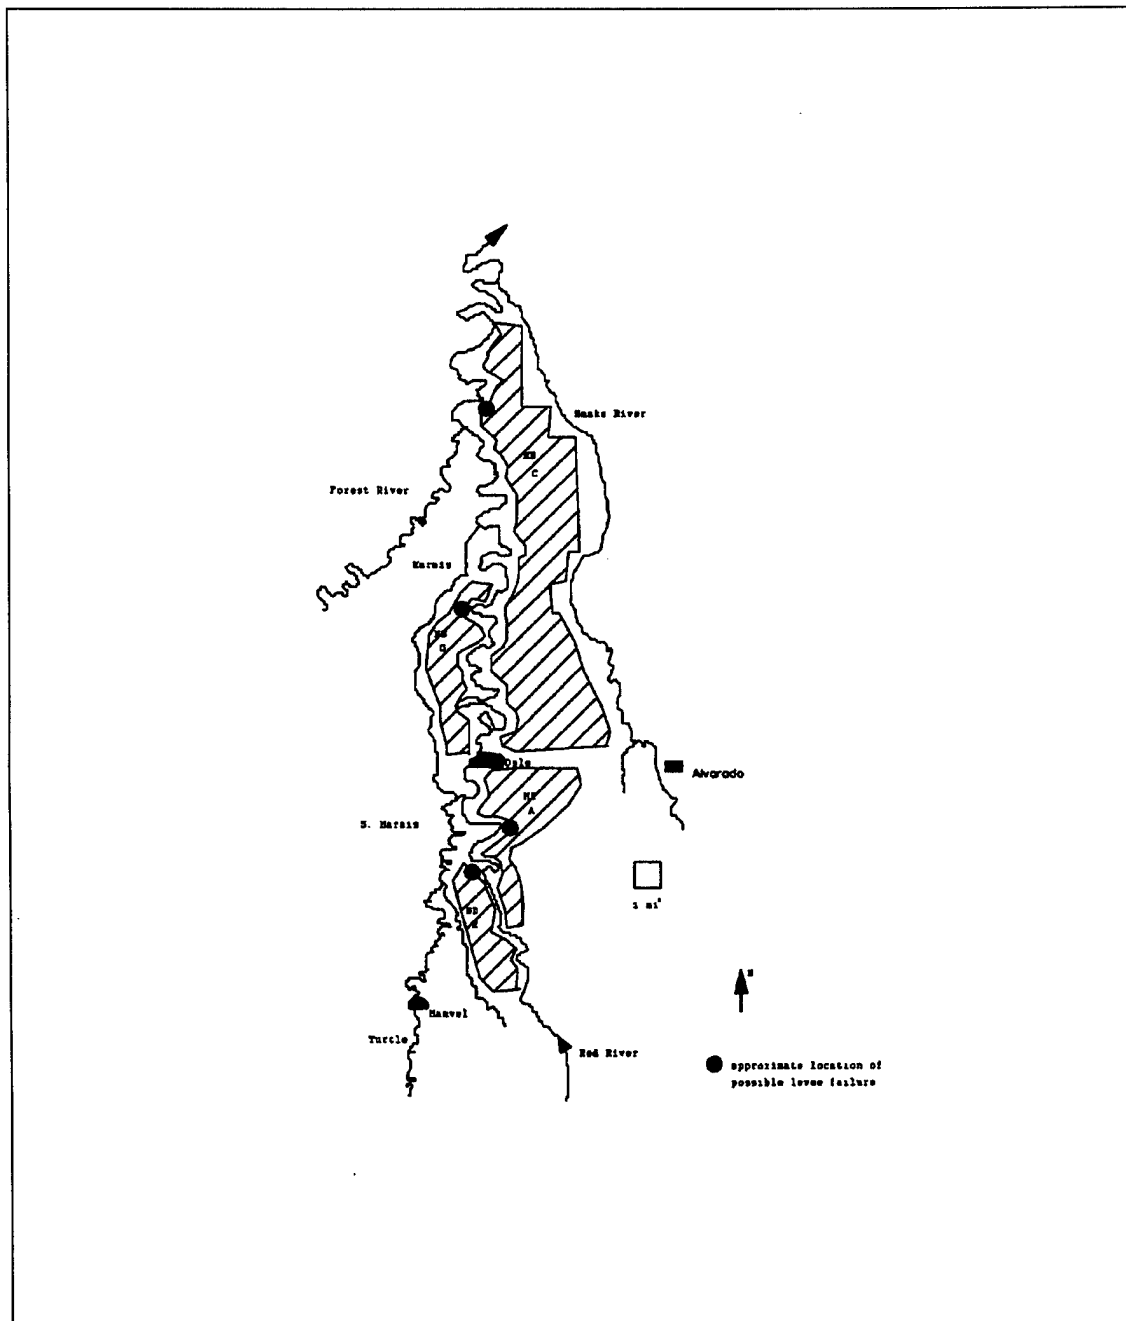 Snake River
C
Forest River
Marais
G
Oslo
Alvarado
A
S. Marais
1 mi²
N
Manvel
Turtle
Red River
approximate location of
possible levee failure